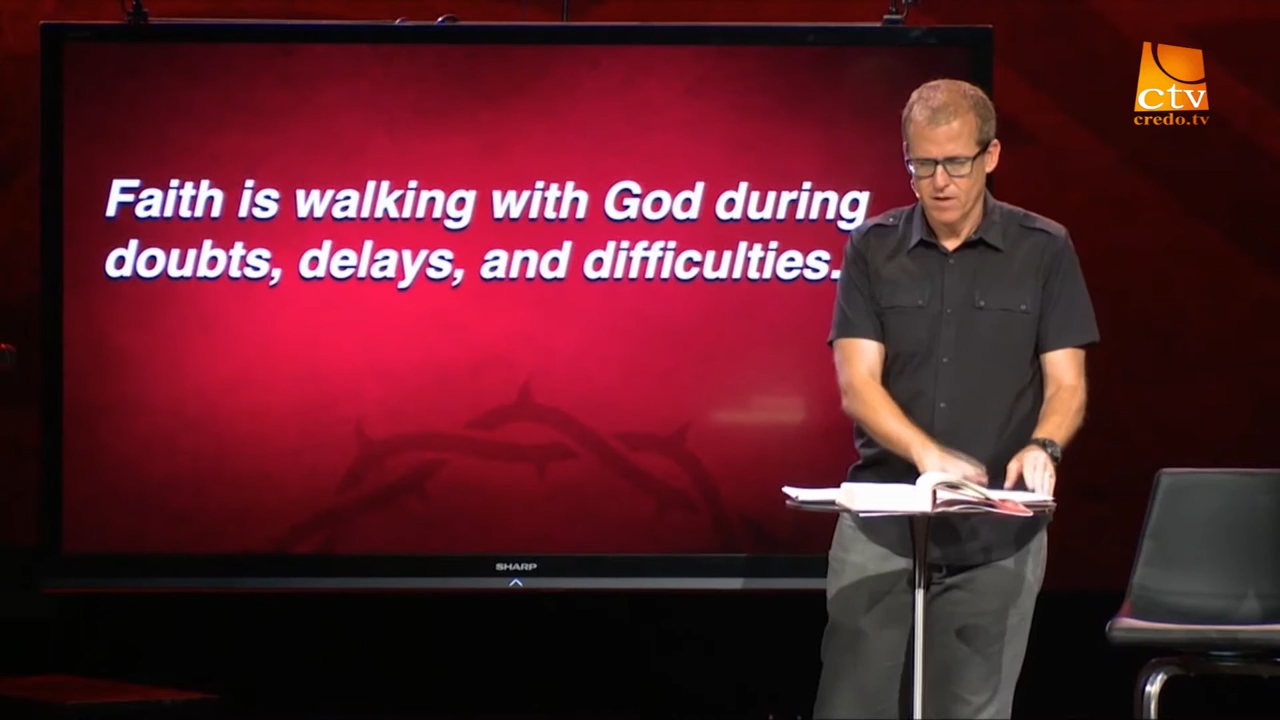 Faith is walking with God during
doubts, delays, and difficulties.
ctv
credo.tv
SHARP